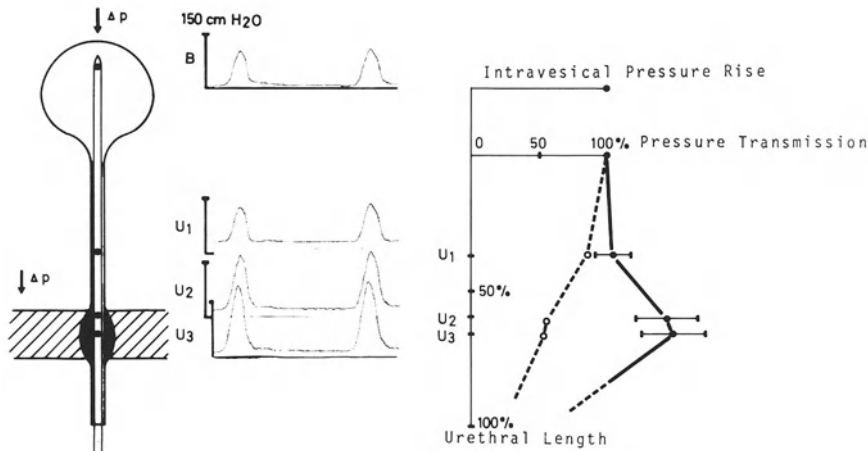 Δp
150 cm H2O
B
U1
U2
U3
Δp
Intravesical Pressure Rise
0 50 100% Pressure Transmission
U1
50%
U2
U3
100%
Urethral Length